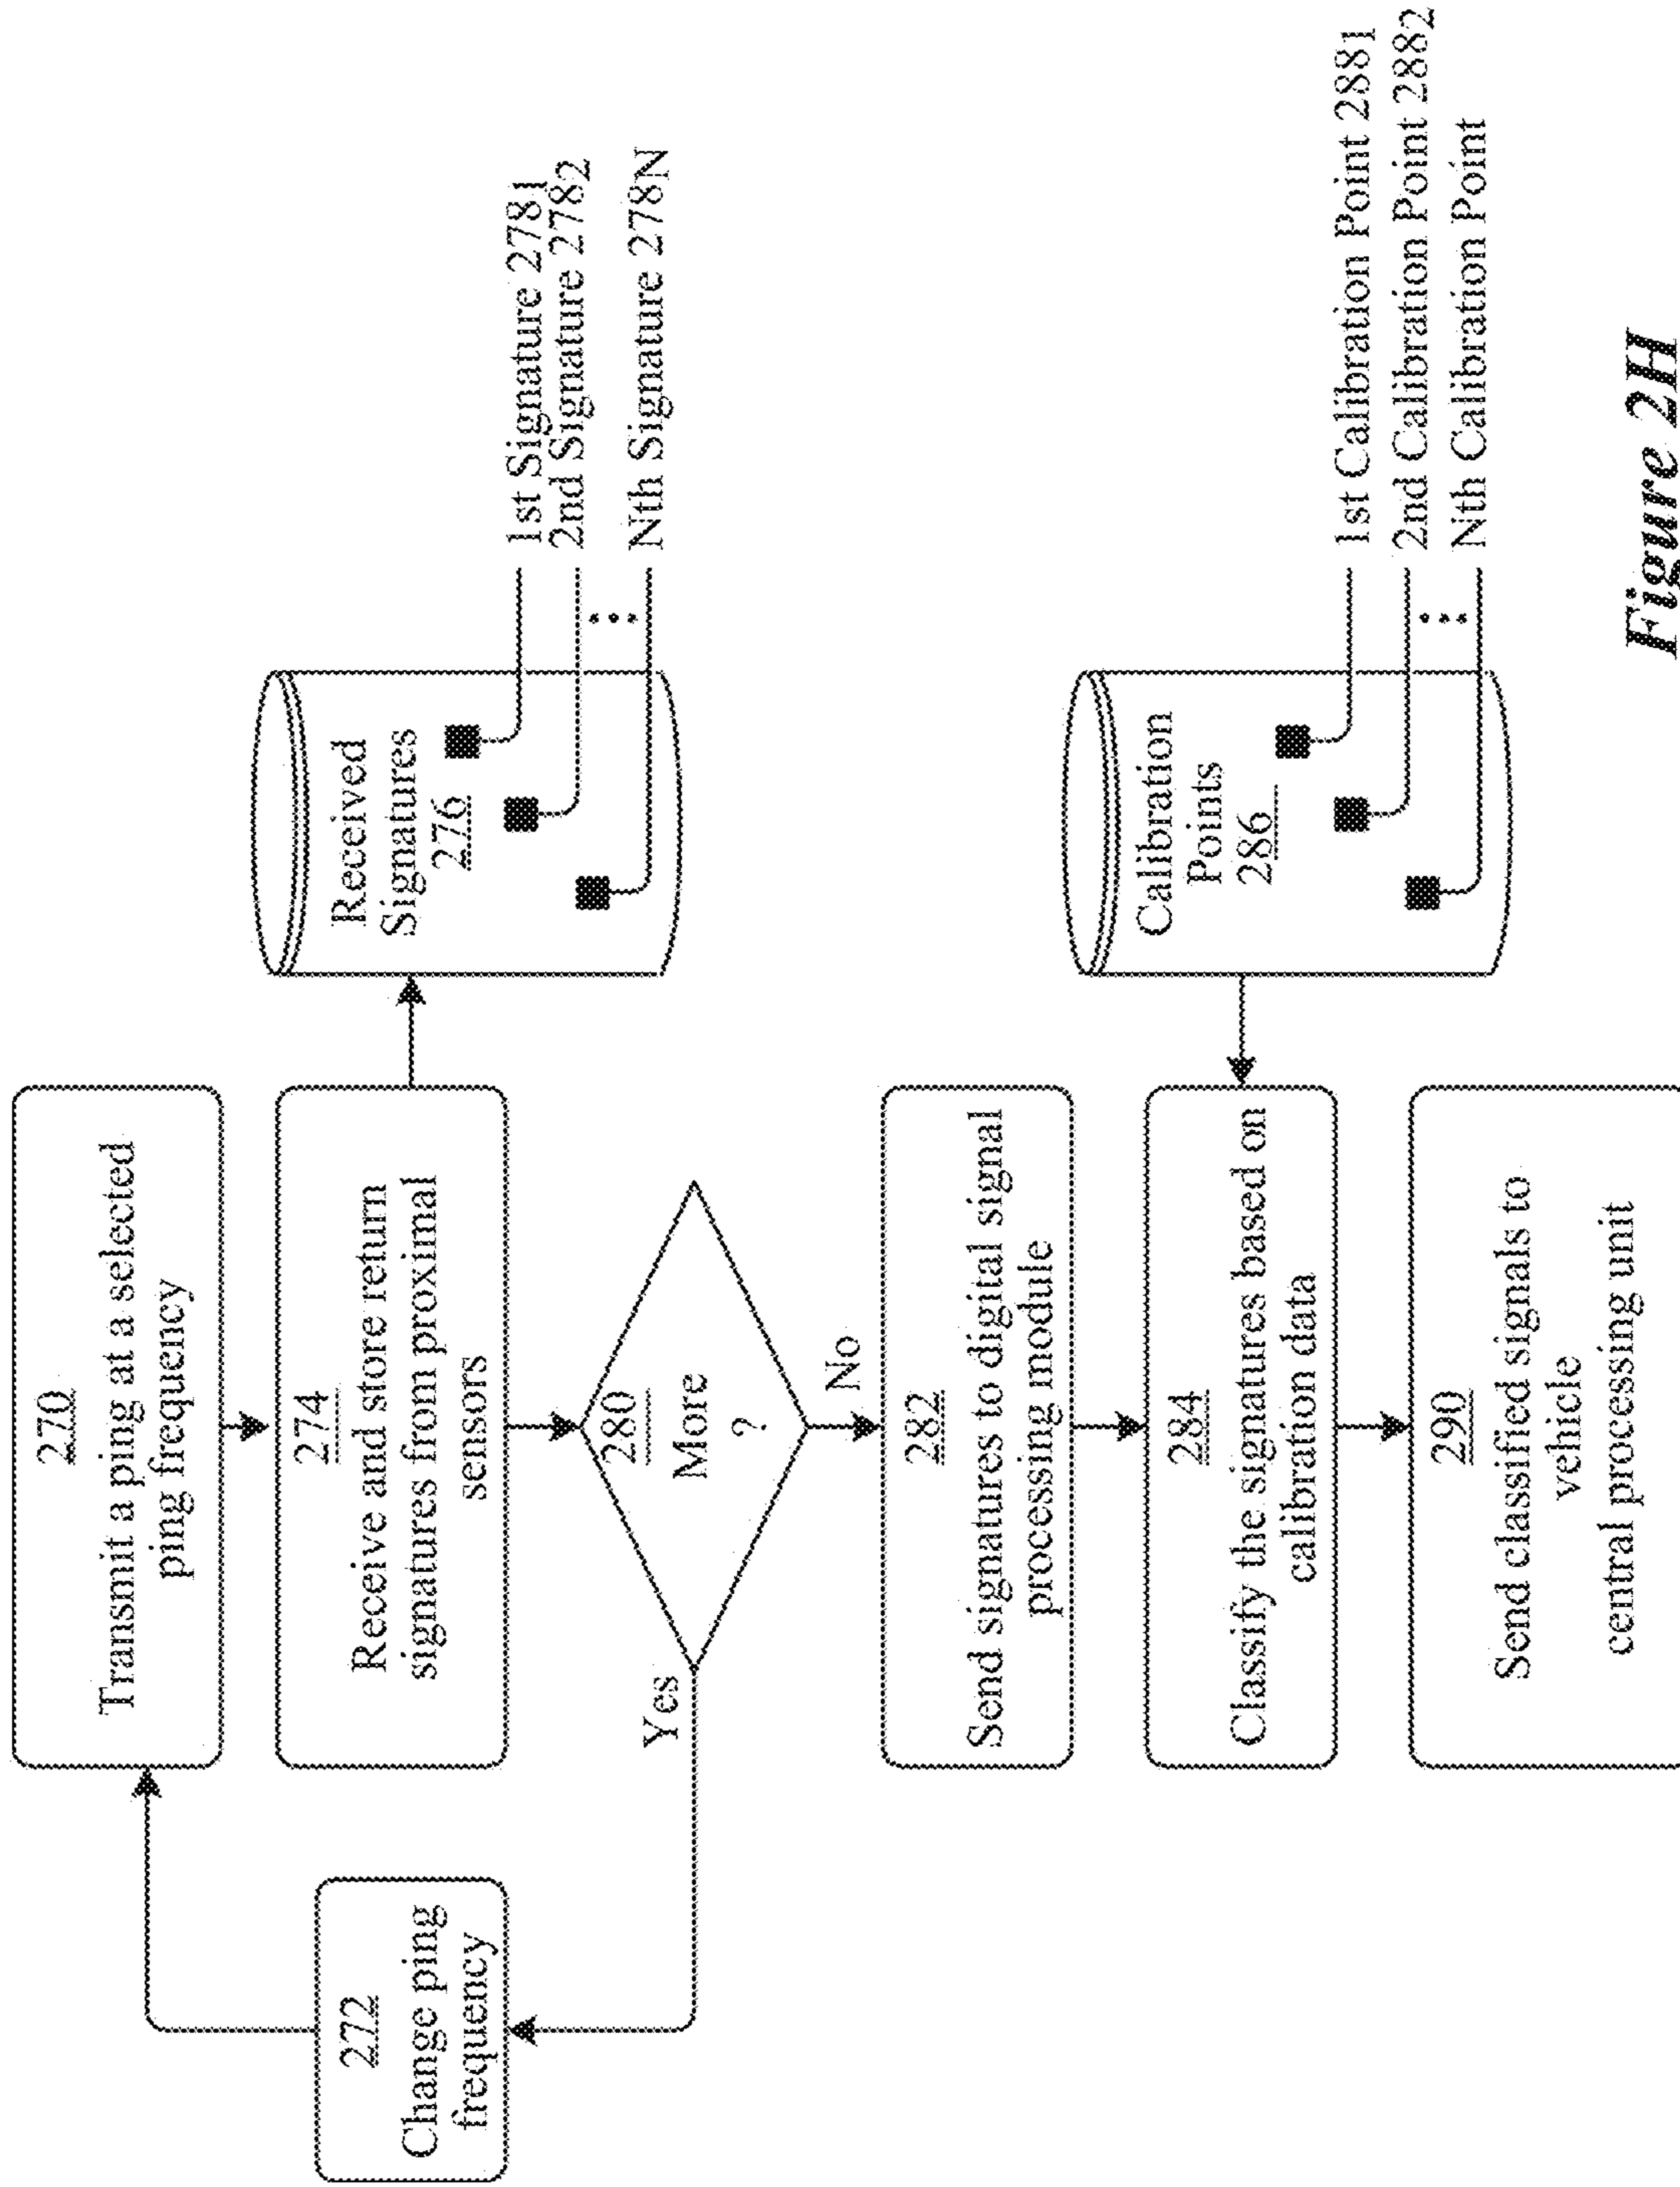 270
Transmit a ping at a selected
ping frequency
272
Change ping
frequency
274
Receive and store return
signatures from proximal
sensors
Received
Signatures
276
1st Signature 278₁
2nd Signature 278₂
Nth Signature 278N
280
More
?
Yes
No
282
Send signatures to digital signal
processing module
284
Classify the signatures based on
calibration data
Calibration
Points
286
1st Calibration Point 288₁
2nd Calibration Point 288₂
Nth Calibration Point
290
Send classified signals to
vehicle
central processing unit
Figure 2H